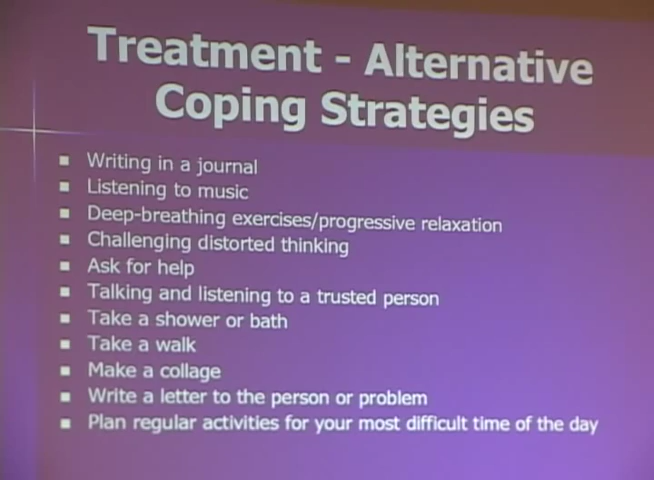 Treatment - Alternative
Coping Strategies
Writing in a journal
Listening to music
Deep-breathing exercises/progressive relaxation
Challenging distorted thinking
Ask for help
Talking and listening to a trusted person
Take a shower or bath
Take a walk
Make a collage
Write a letter to the person or problem
Plan regular activities for your most difficult time of the day